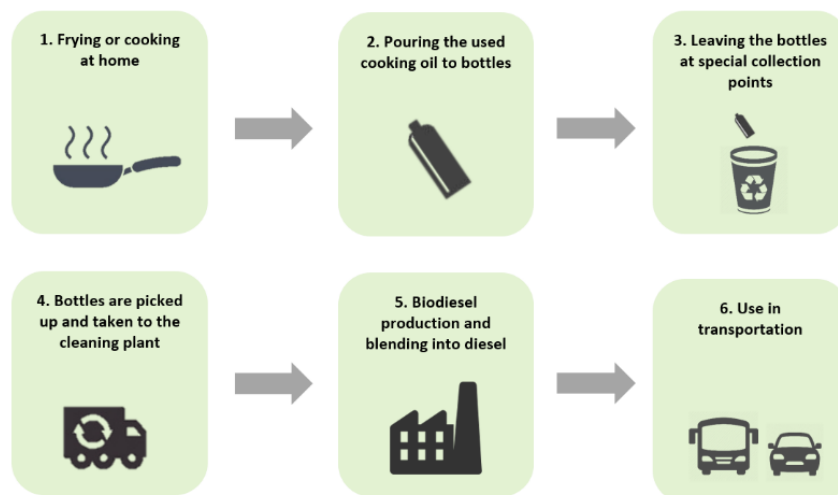 1. Frying or cooking
at home
2. Pouring the used
cooking oil to bottles
3. Leaving the bottles
at special collection
points
4. Bottles are picked
up and taken to the
cleaning plant
5. Biodiesel
production and
blending into diesel
6. Use in
transportation